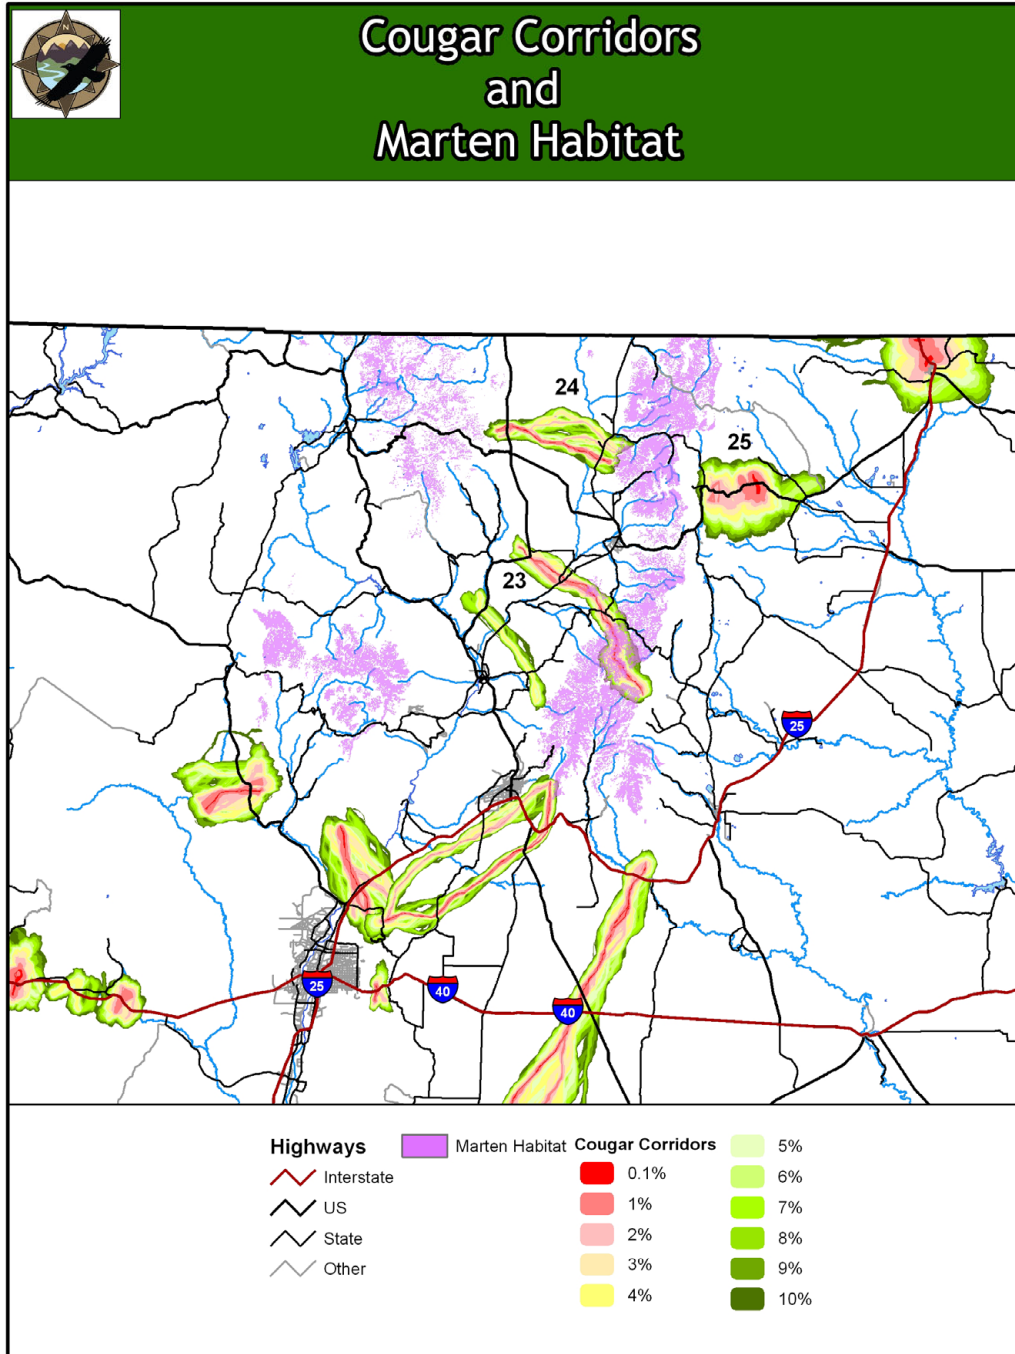 N
Cougar Corridors
and
Marten Habitat
24
25
23
25
25
40
40
Highways
Interstate
US
State
Other
Marten Habitat
Cougar Corridors
0.1%
1%
2%
3%
4%
5%
6%
7%
8%
9%
10%